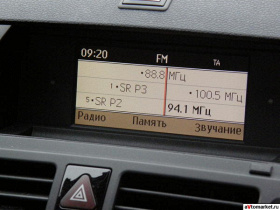 09:20 FM TA
•88.8 МГц
•100.5 МГц
1•SR P3
5•SR P2
94.1 МГц
Радио Память Звучание
avtomarket.ru